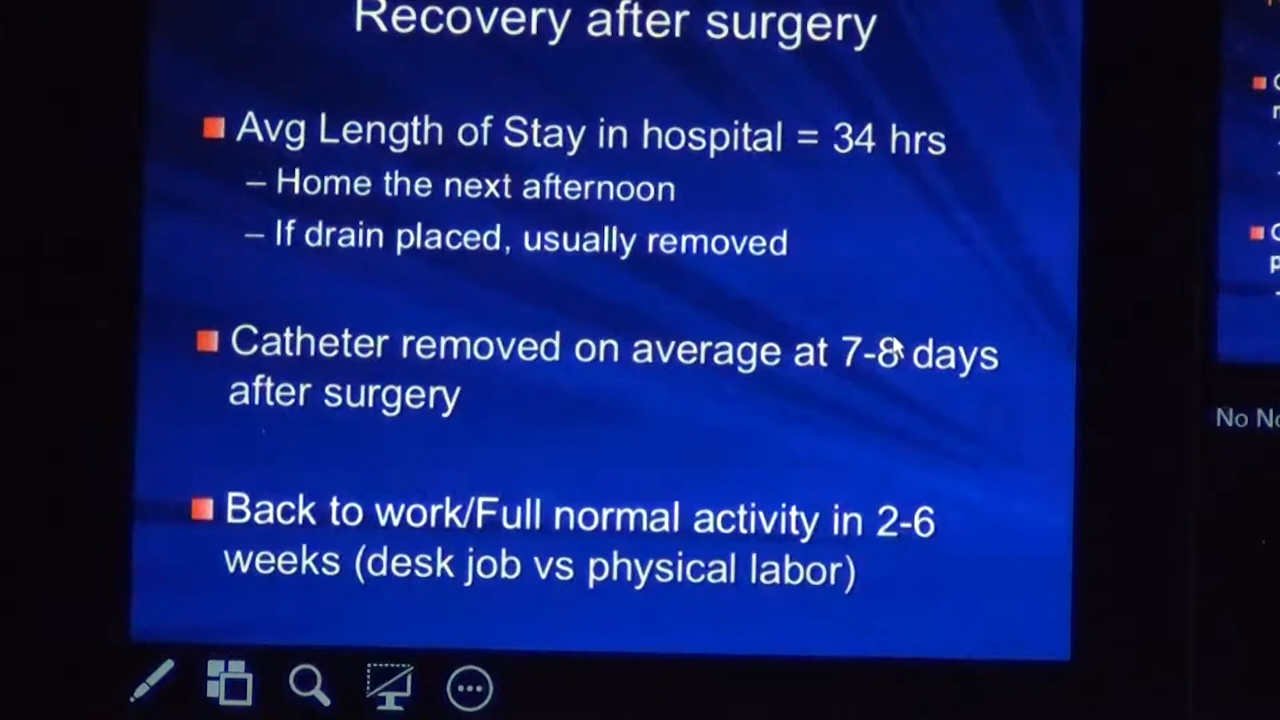 Recovery after surgery
Avg Length of Stay in hospital = 34 hrs
– Home the next afternoon
– If drain placed, usually removed
Catheter removed on average at 7-8 days
after surgery
Back to work/Full normal activity in 2-6
weeks (desk job vs physical labor)
No